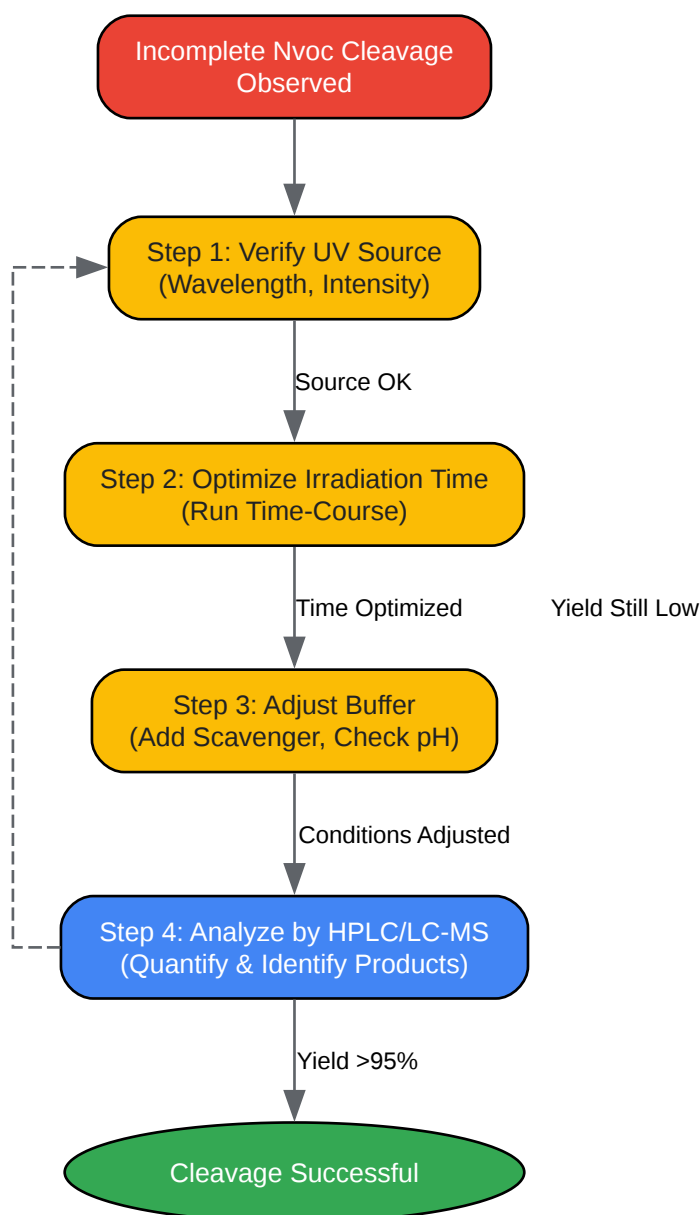 Incomplete Nvoc Cleavage
Observed
Step 1: Verify UV Source
(Wavelength, Intensity)
Source OK
Step 2: Optimize Irradiation Time
(Run Time-Course)
Time Optimized
Yield Still Low
Step 3: Adjust Buffer
(Add Scavenger, Check pH)
Conditions Adjusted
Step 4: Analyze by HPLC/LC-MS
(Quantify & Identify Products)
Yield >95%
Cleavage Successful